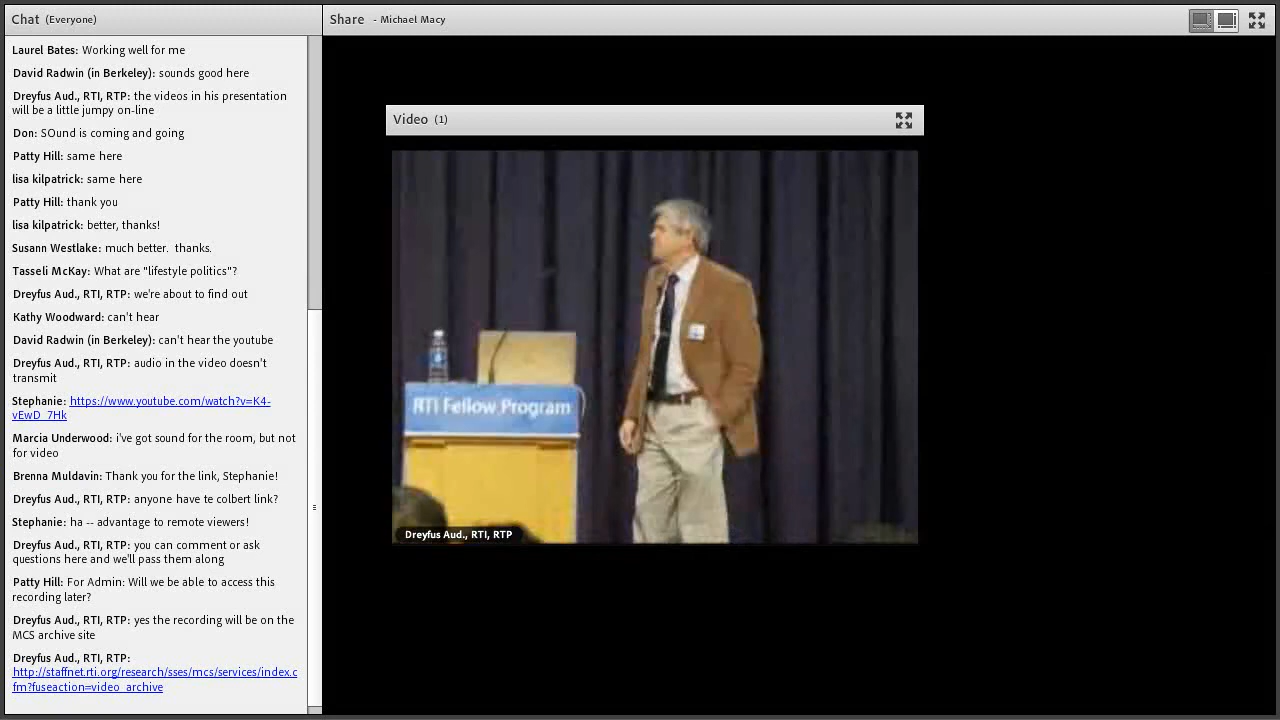 Chat (Everyone)
Laurel Bates: Working well for me
David Radwin (in Berkeley): sounds good here
Dreyfus Aud., RTI, RTP: the videos in his presentation
will be a little jumpy on-line
Don: SOund is coming and going
Patty Hill: same here
lisa kilpatrick: same here
Patty Hill: thank you
lisa kilpatrick: better, thanks!
Susann Westlake: much better. thanks.
Tasseli McKay: What are "lifestyle politics"?
Dreyfus Aud., RTI, RTP: we're about to find out
Kathy Woodward: can't hear
David Radwin (in Berkeley): can't hear the youtube
Dreyfus Aud., RTI, RTP: audio in the video doesn't
transmit
Stephanie: https://www.youtube.com/watch?v=K4-
vEwD_7Hk
Marcia Underwood: i've got sound for the room, but not
for video
Brenna Muldavin: Thank you for the link, Stephanie!
Dreyfus Aud., RTI, RTP: anyone have te colbert link?
Stephanie: ha -- advantage to remote viewers!
Dreyfus Aud., RTI, RTP: you can comment or ask
questions here and we'll pass them along
Patty Hill: For Admin: Will we be able to access this
recording later?
Dreyfus Aud., RTI, RTP: yes the recording will be on the
MCS archive site
Dreyfus Aud., RTI, RTP:
http://staffnet.rti.org/research/sses/mcs/services/index.c
fm?fuseaction=video_archive
Share - Michael Macy
Video (1)
RTI Fellow Program
Dreyfus Aud., RTI, RTP